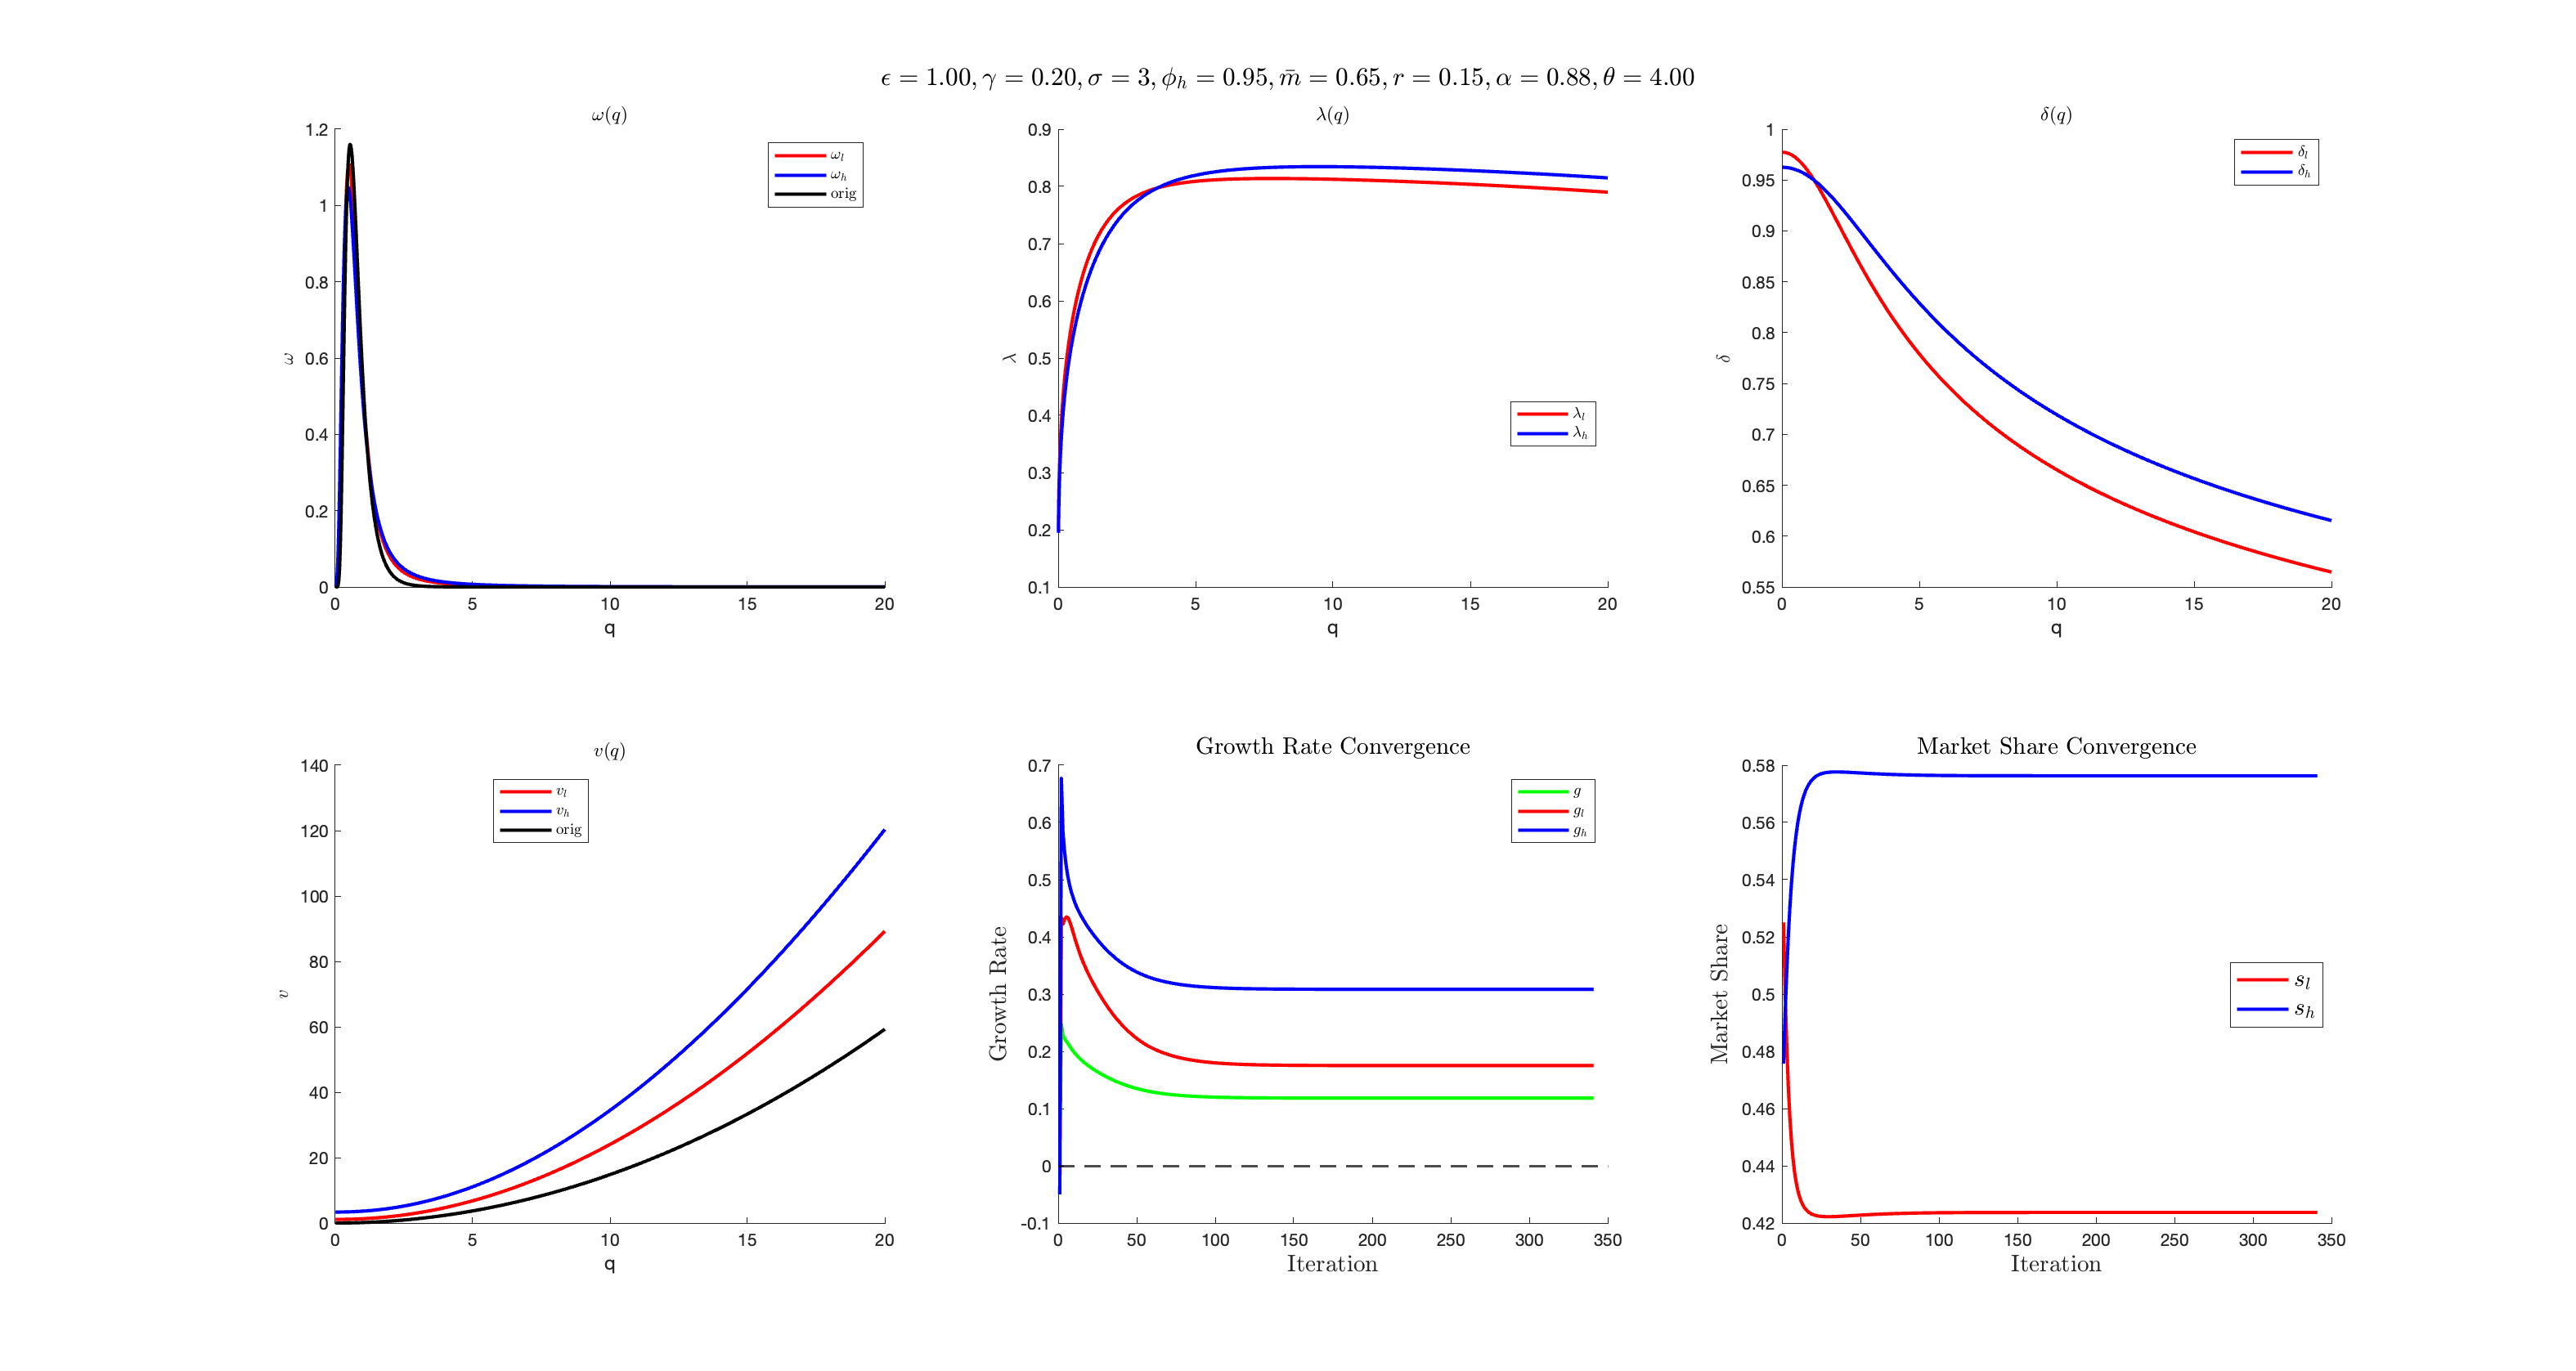 ϵ = 1.00, γ = 0.20, σ = 3, ϕ_h = 0.95, m̄ = 0.65, r = 0.15, α = 0.88, θ = 4.00
ω(q)
1.2
1
0.8
0.6
0.4
0.2
0
ω
ω_l
ω_h
orig
0 5 10 15 20
q
λ(q)
0.9
0.8
0.7
0.6
0.5
0.4
0.3
0.2
0.1
λ
λ_l
λ_h
0 5 10 15 20
q
δ(q)
1
0.95
0.9
0.85
0.8
0.75
0.7
0.65
0.6
0.55
δ
δ_l
δ_h
0 5 10 15 20
q
v(q)
140
120
100
80
60
40
20
0
v
v_l
v_h
orig
0 5 10 15 20
q
Growth Rate Convergence
0.7
0.6
0.5
0.4
0.3
0.2
0.1
0
-0.1
Growth Rate
g
g_l
g_h
0 50 100 150 200 250 300 350
Iteration
Market Share Convergence
0.58
0.56
0.54
0.52
0.5
0.48
0.46
0.44
0.42
Market Share
s_l
s_h
0 50 100 150 200 250 300 350
Iteration